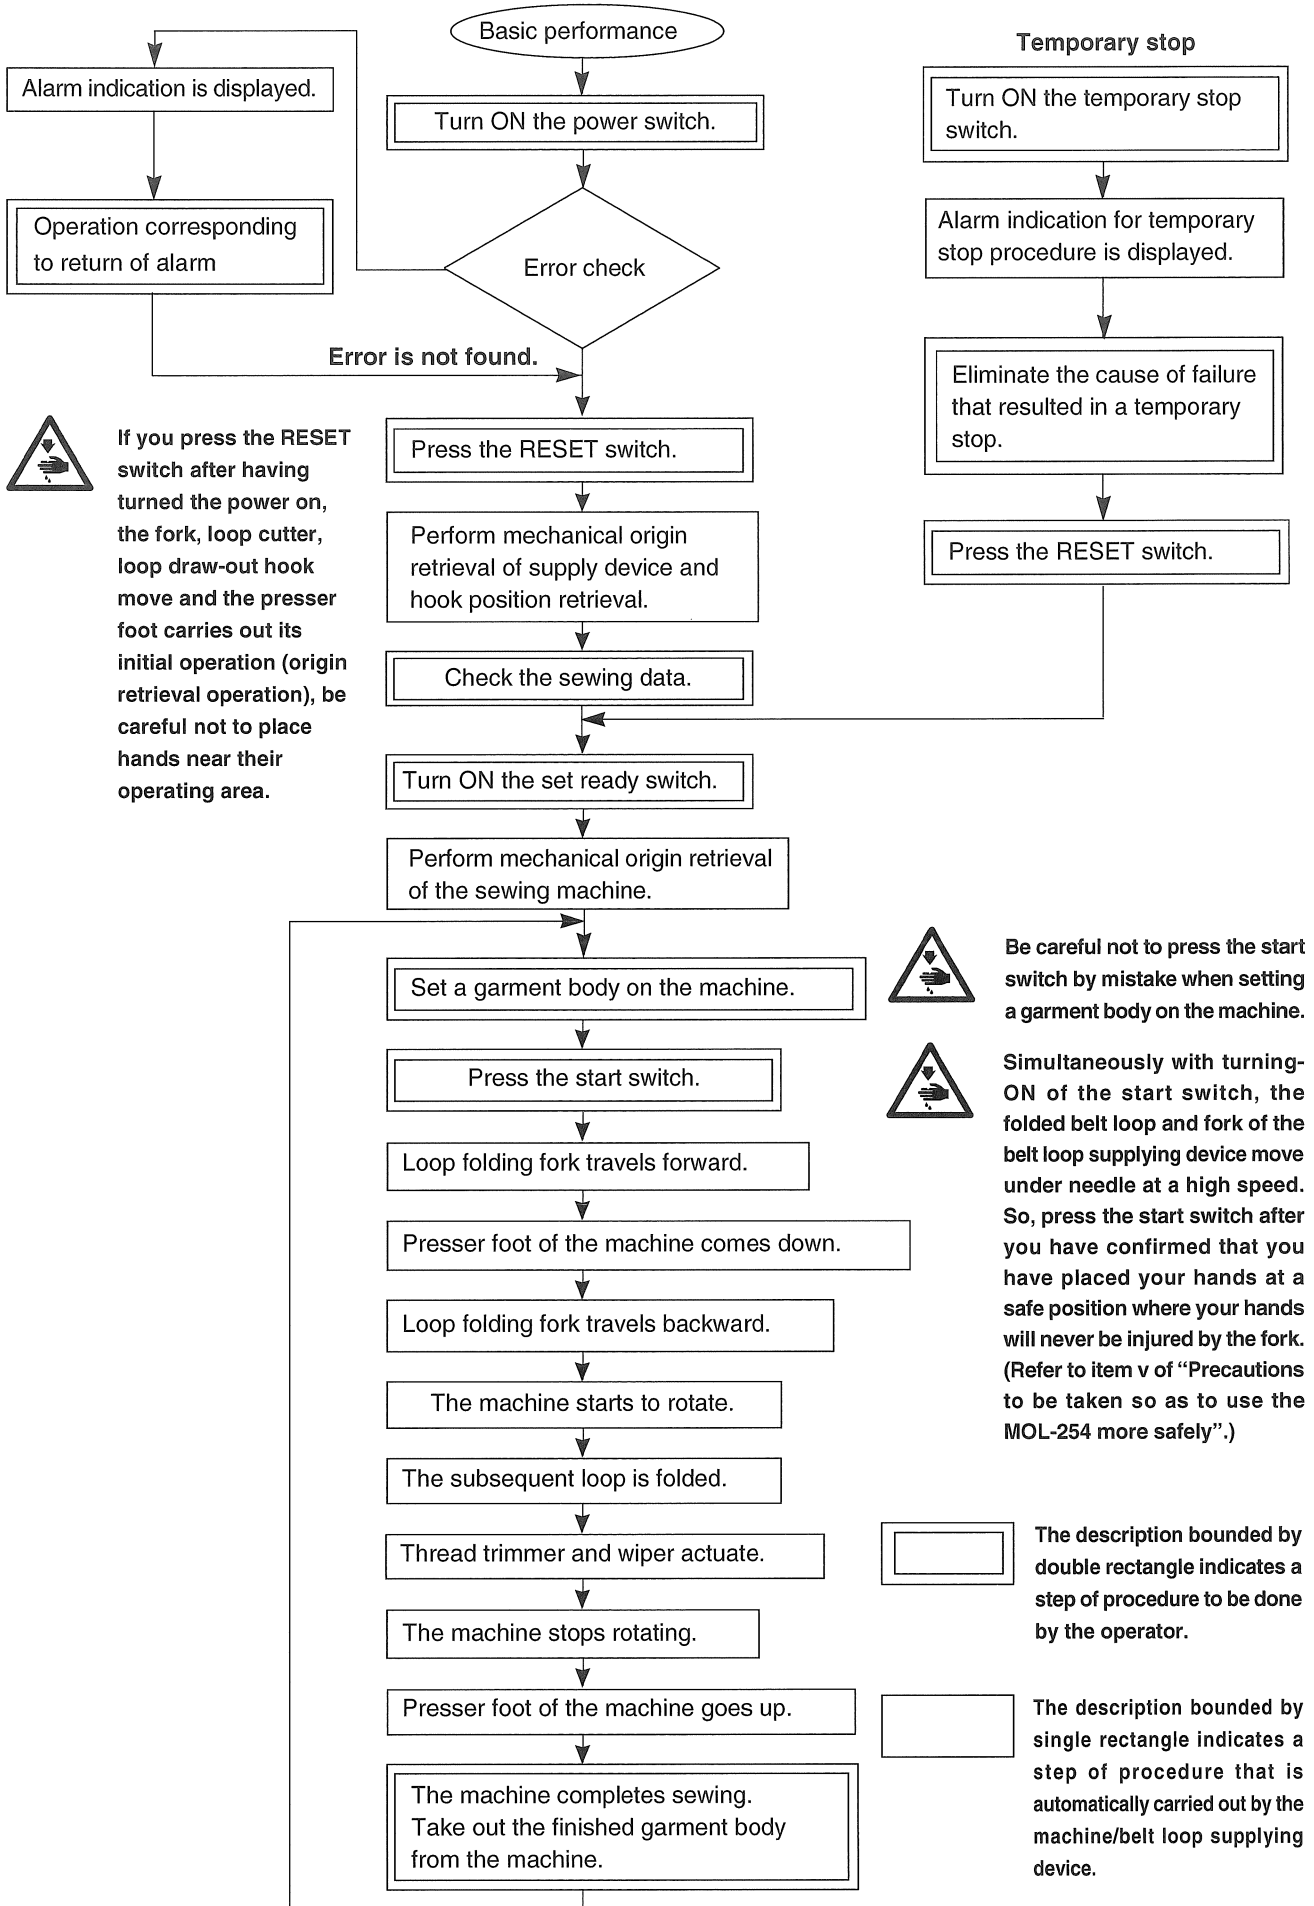 Basic performance
Turn ON the power switch.
Error check
Alarm indication is displayed.
Operation corresponding
to return of alarm
Error is not found.
Press the RESET switch.
Perform mechanical origin
retrieval of supply device and
hook position retrieval.
Check the sewing data.
Turn ON the set ready switch.
Perform mechanical origin retrieval
of the sewing machine.
Set a garment body on the machine.
Press the start switch.
Loop folding fork travels forward.
Presser foot of the machine comes down.
Loop folding fork travels backward.
The machine starts to rotate.
The subsequent loop is folded.
Thread trimmer and wiper actuate.
The machine stops rotating.
Presser foot of the machine goes up.
The machine completes sewing.
Take out the finished garment body
from the machine.
If you press the RESET
switch after having
turned the power on,
the fork, loop cutter,
loop draw-out hook
move and the presser
foot carries out its
initial operation (origin
retrieval operation), be
careful not to place
hands near their
operating area.
Temporary stop
Turn ON the temporary stop
switch.
Alarm indication for temporary
stop procedure is displayed.
Eliminate the cause of failure
that resulted in a temporary
stop.
Press the RESET switch.
Be careful not to press the start
switch by mistake when setting
a garment body on the machine.
Simultaneously with turning-
ON of the start switch, the
folded belt loop and fork of the
belt loop supplying device move
under needle at a high speed.
So, press the start switch after
you have confirmed that you
have placed your hands at a
safe position where your hands
will never be injured by the fork.
(Refer to item v of “Precautions
to be taken so as to use the
MOL-254 more safely”.)
The description bounded by
double rectangle indicates a
step of procedure to be done
by the operator.
The description bounded by
single rectangle indicates a
step of procedure that is
automatically carried out by the
machine/belt loop supplying
device.